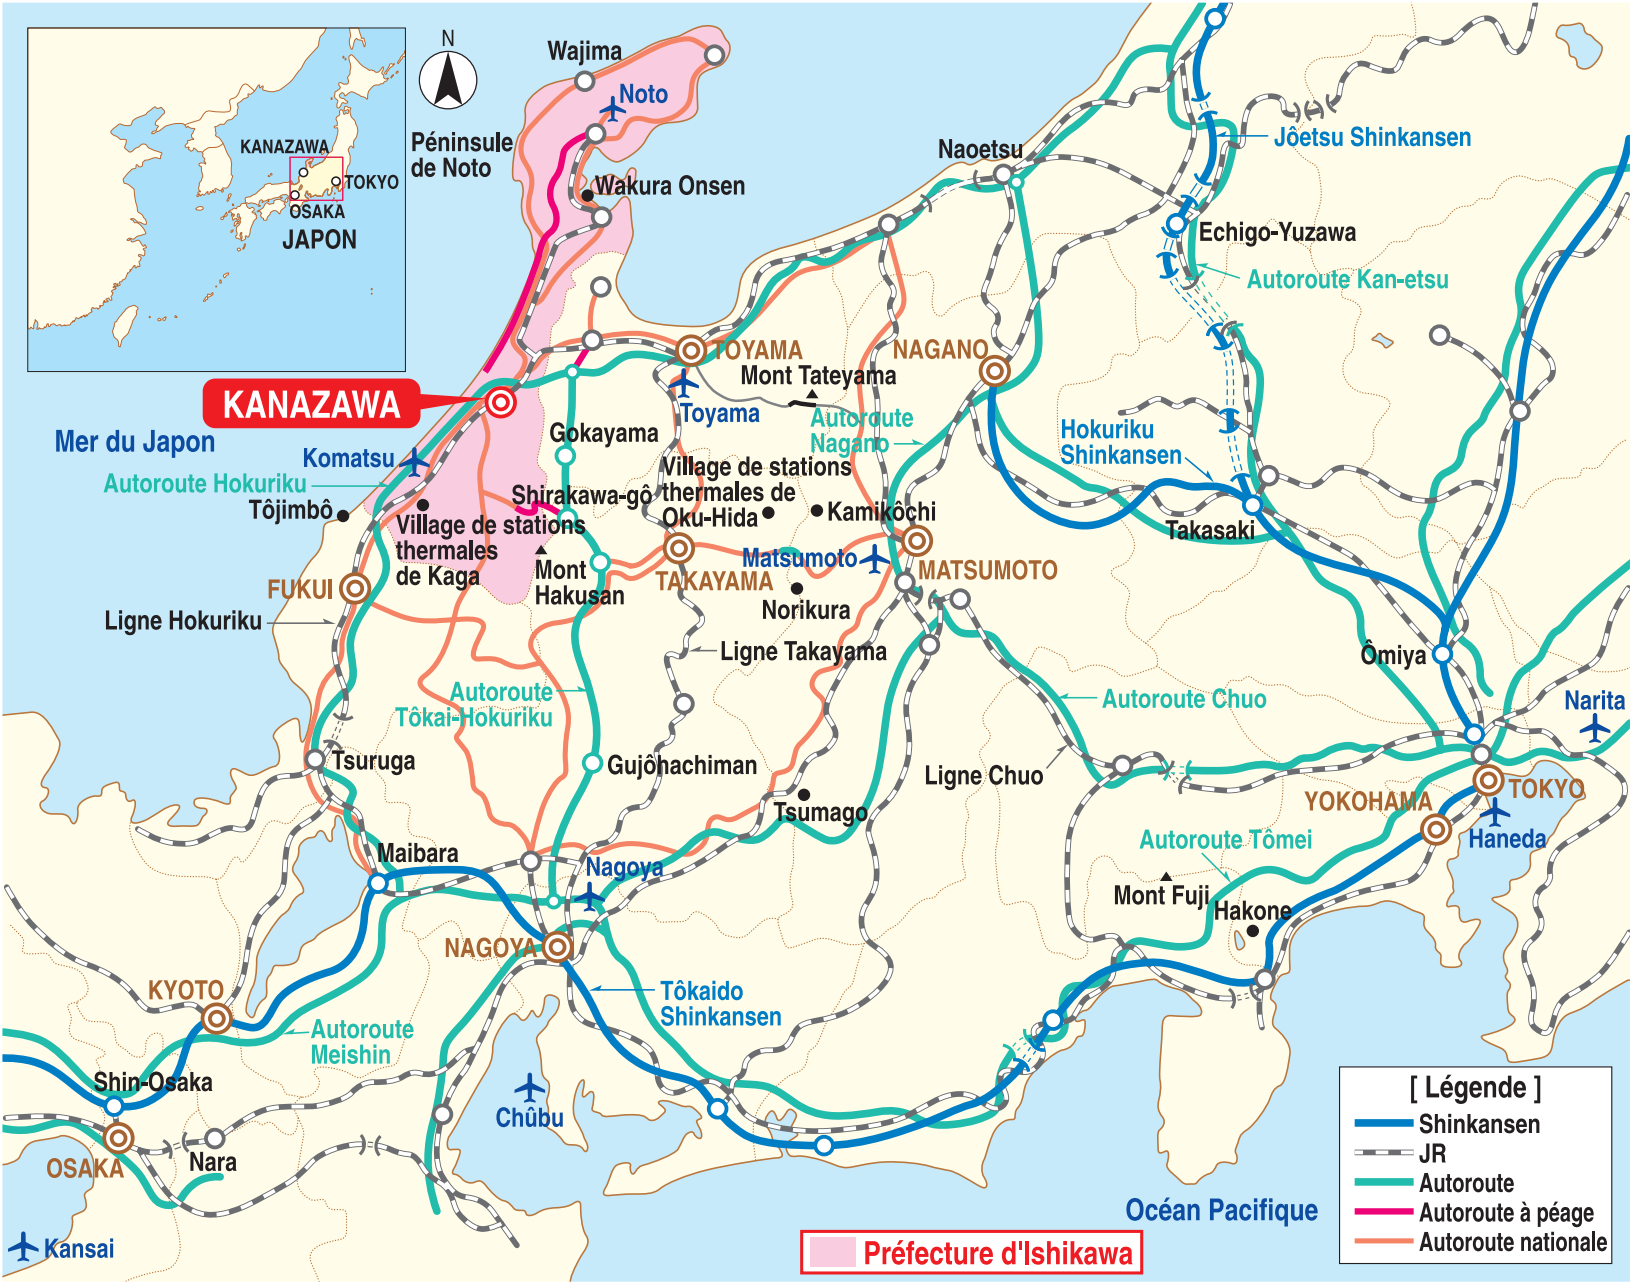 KANAZAWA
TOKYO
OSAKA
JAPON
N
Wajima
Noto
Péninsule
de Noto
Wakura Onsen
Naoetsu
Jôetsu Shinkansen
Echigo-Yuzawa
Autoroute Kan-etsu
TOYAMA
NAGANO
Mont Tateyama
Toyama
Autoroute
Nagano
KANAZAWA
Mer du Japon
Komatsu
Gokayama
Hokuriku
Shinkansen
Autoroute Hokuriku
Tôjimbô
Shirakawa-gô
Village de stations
thermales de
Oku-Hida
Kamikôchi
Takasaki
Village de stations
thermales
de Kaga
Mont
Hakusan
FUKUI
TAKAYAMA
Matsumoto
MATSUMOTO
Norikura
Ligne Hokuriku
Ligne Takayama
Ômiya
Autoroute
Tôkai-Hokuriku
Autoroute Chuo
Narita
Tsuruga
Gujôhachiman
Ligne Chuo
Tsumago
YOKOHAMA
TOKYO
Haneda
Autoroute Tômei
Maibara
Nagoya
Mont Fuji
Hakone
NAGOYA
KYOTO
Tôkaido
Shinkansen
Autoroute
Meishin
Shin-Osaka
Chûbu
OSAKA
Nara
Kansai
Océan Pacifique
Préfecture d'Ishikawa
[ Légende ]
Shinkansen
JR
Autoroute
Autoroute à péage
Autoroute nationale